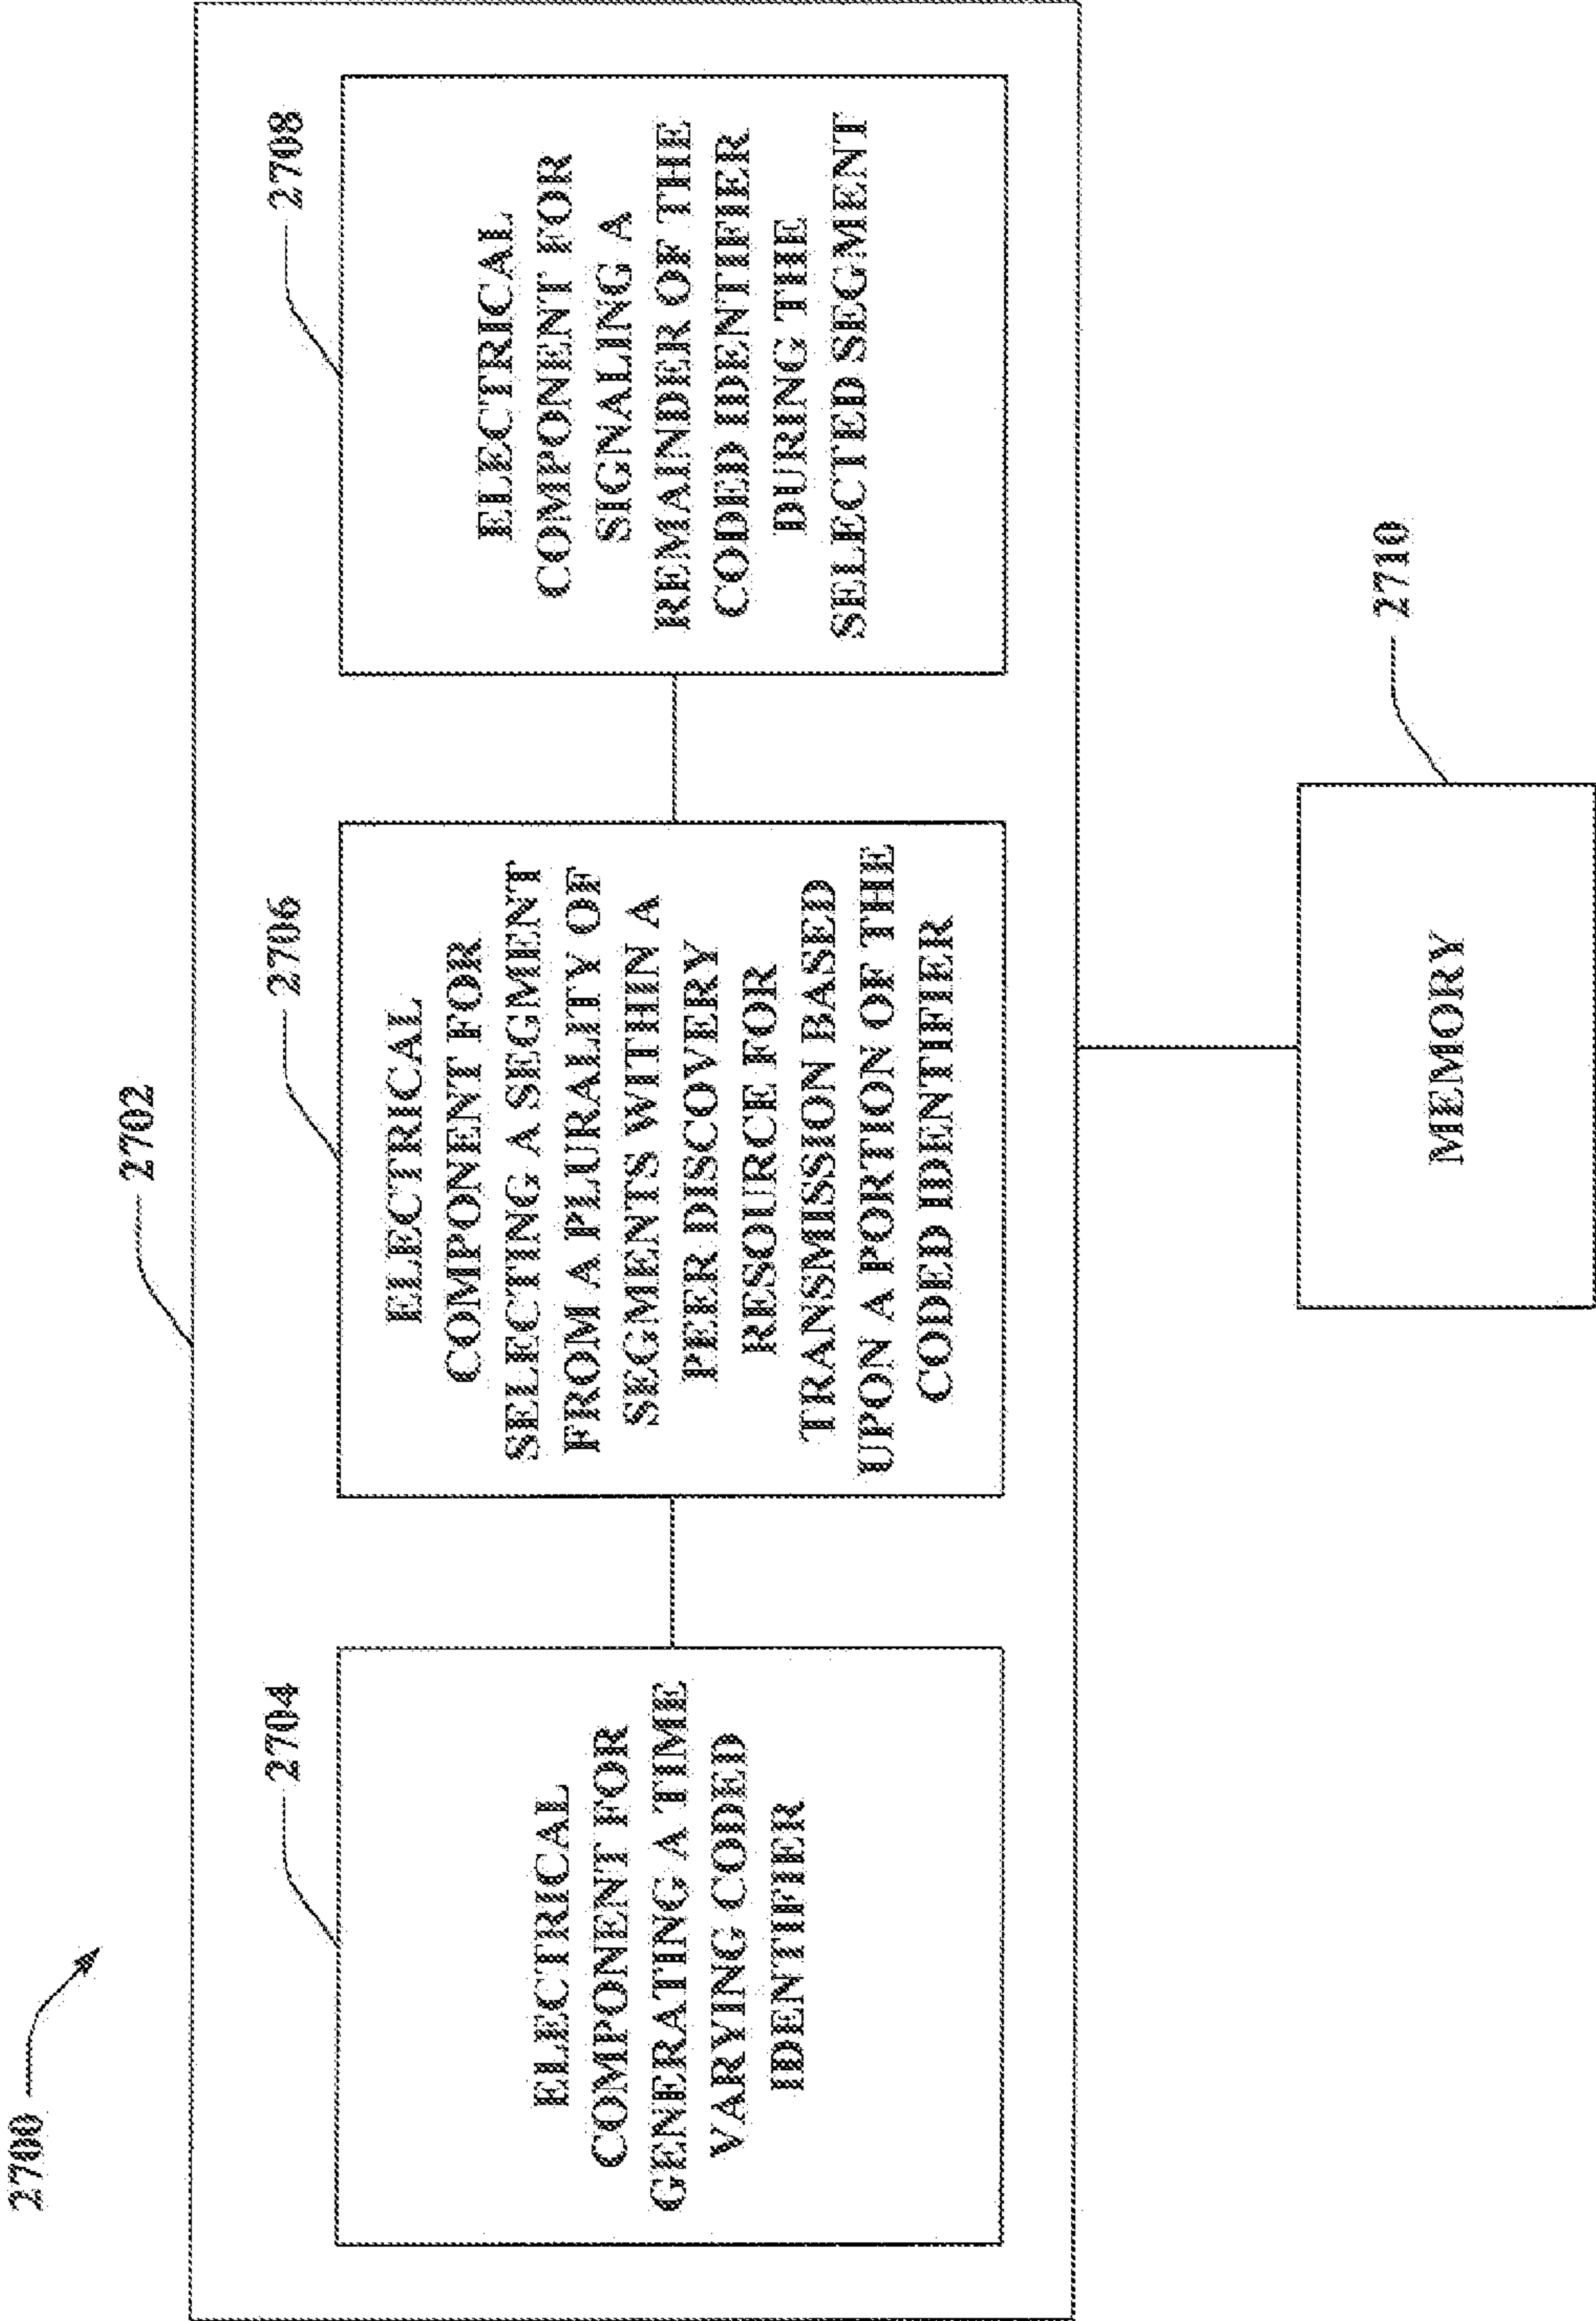 2700
2702
2704
ELECTRICAL
COMPONENT FOR
GENERATING A TIME
VARYING CODED
IDENTIFIER
2706
ELECTRICAL
COMPONENT FOR
SELECTING A SEGMENT
FROM A PLURALITY OF
SEGMENTS WITHIN A
PEER DISCOVERY
RESOURCE FOR
TRANSMISSION BASED
UPON A PORTION OF THE
CODED IDENTIFIER
2708
ELECTRICAL
COMPONENT FOR
SIGNALING A
REMAINDER OF THE
CODED IDENTIFIER
DURING THE
SELECTED SEGMENT
2710
MEMORY